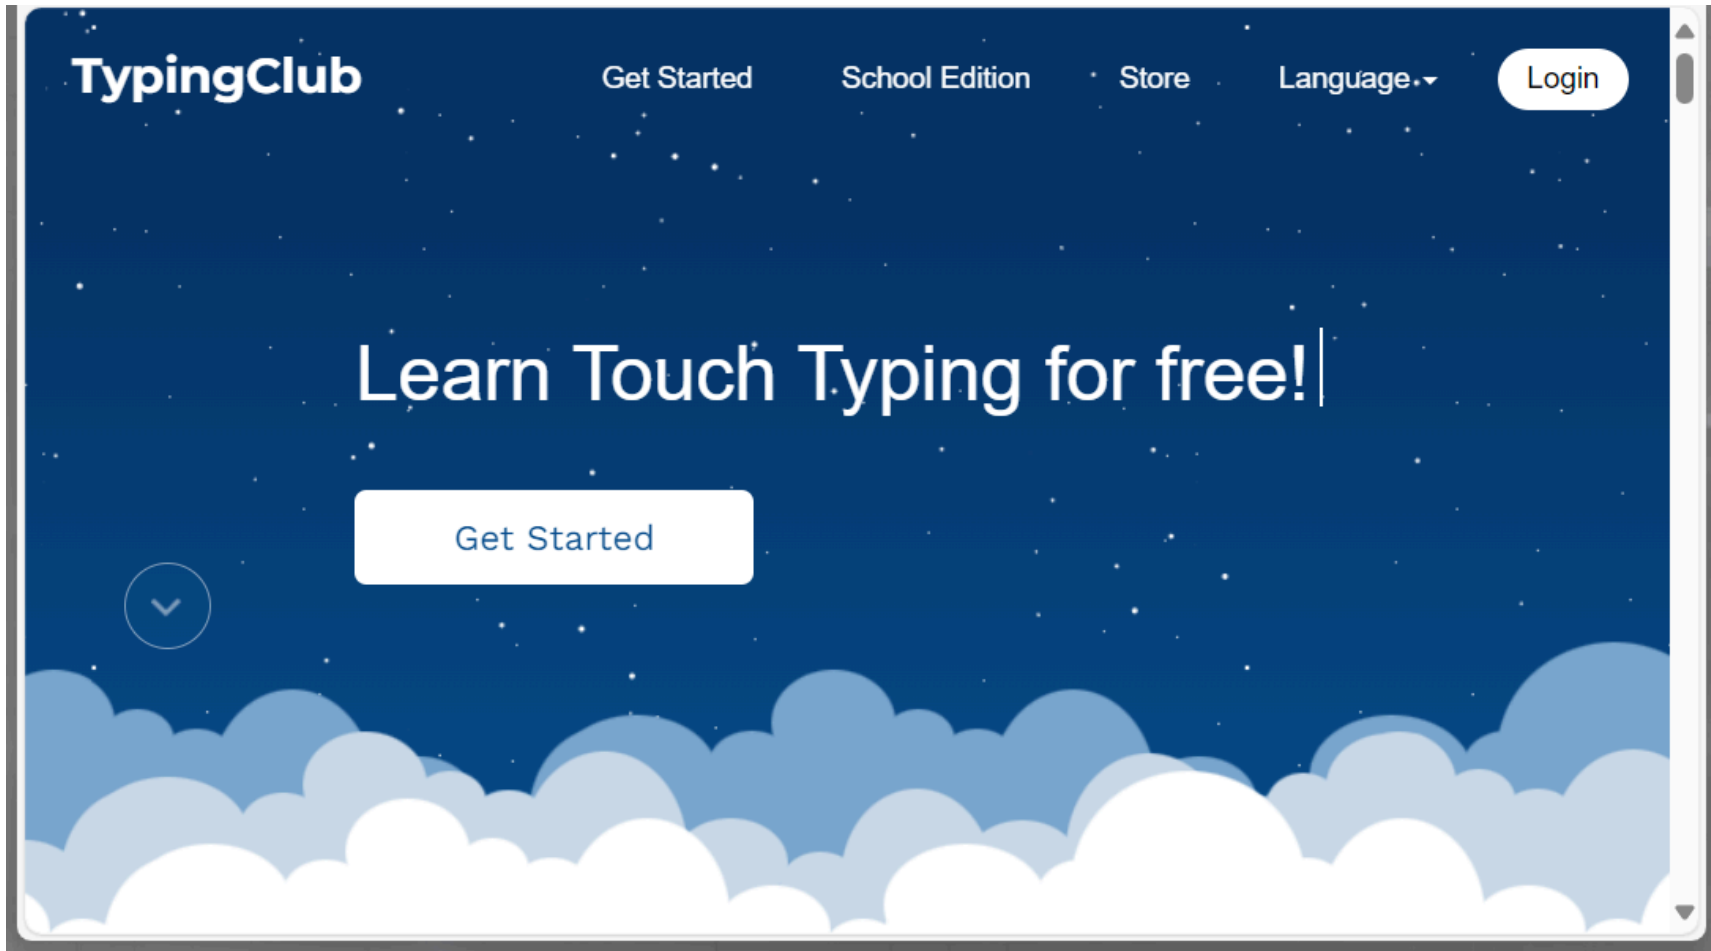 TypingClub
Get Started
School Edition
Store
Language
Login
Learn Touch Typing for free!
Get Started